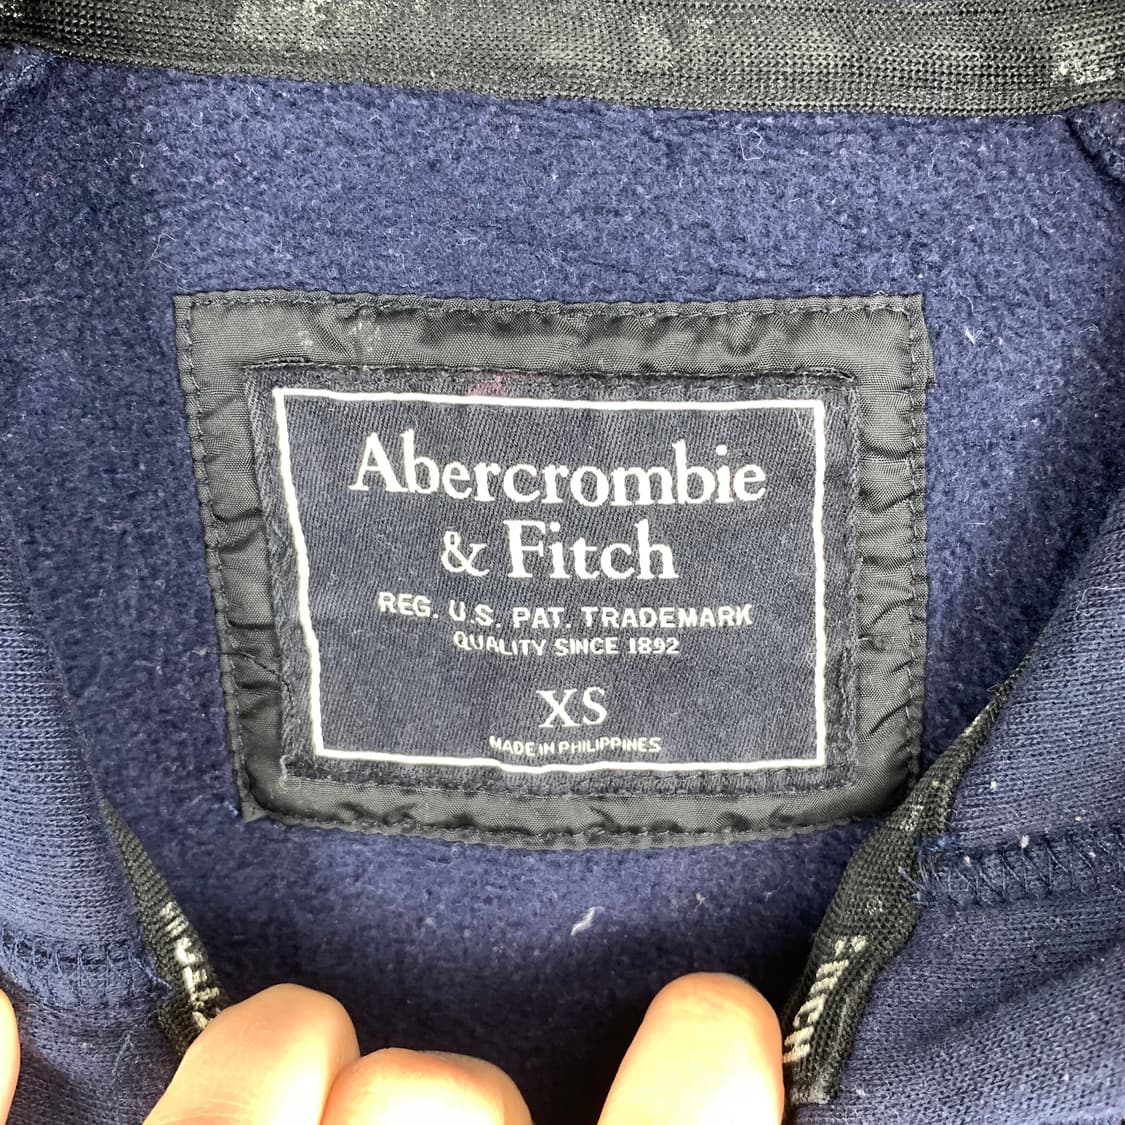 Abercrombie
& Fitch
REG. U.S. PAT. TRADEMARK
QUALITY SINCE 1892
XS
MADE IN PHILIPPINES